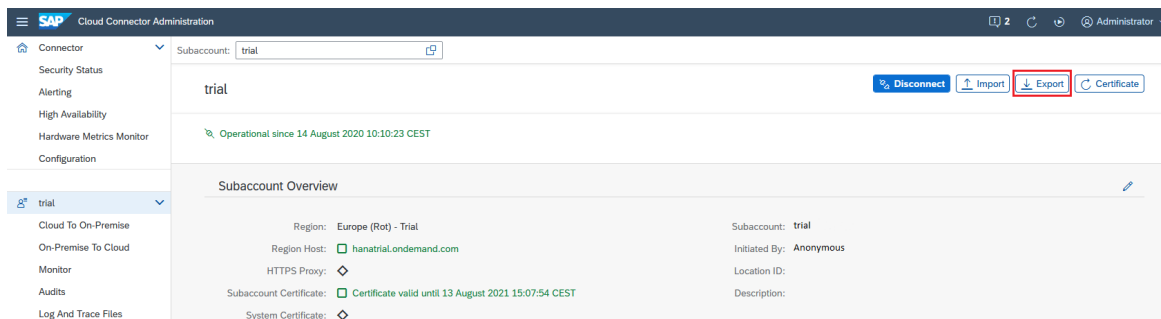 SAP Cloud Connector Administration 2 Administrator
Connector
Subaccount: trial
Security Status
Alerting
High Availability
Hardware Metrics Monitor
Configuration
trial
Cloud To On-Premise
On-Premise To Cloud
Monitor
Audits
Log And Trace Files
trial Disconnect Import Export Certificate
Operational since 14 August 2020 10:10:23 CEST
Subaccount Overview
Region: Europe (Rot) - Trial
Region Host: hanatrial.ondemand.com
HTTPS Proxy:
Subaccount Certificate: Certificate valid until 13 August 2021 15:07:54 CEST
System Certificate:
Subaccount: trial
Initiated By: Anonymous
Location ID:
Description: